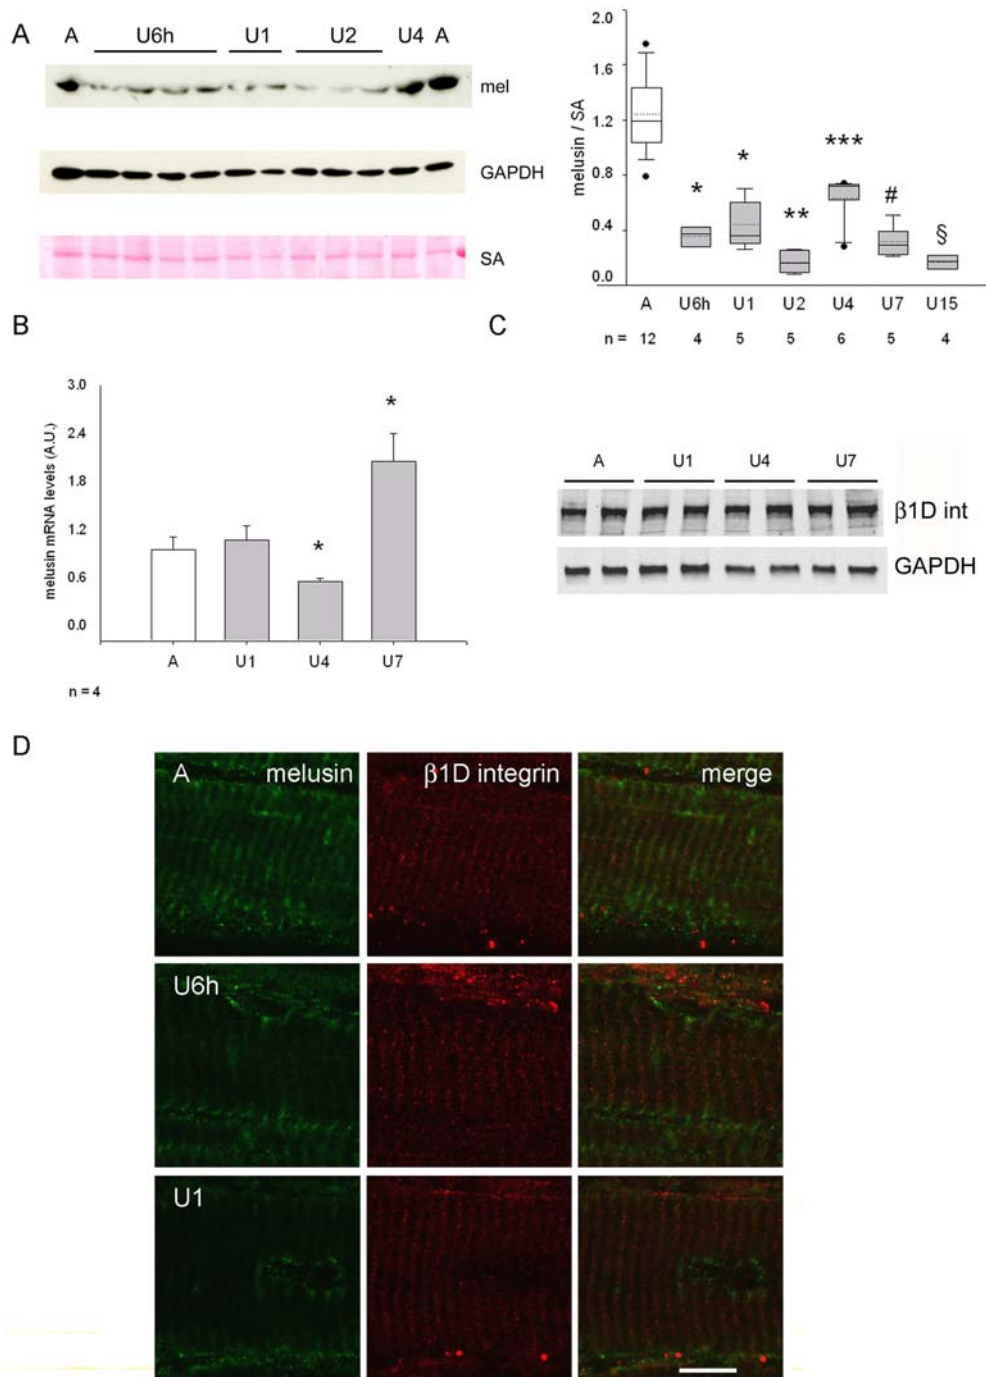 A
A U6h U1 U2 U4 A
mel
GAPDH
SA
melusin / SA
2.0
1.6
1.2
0.8
0.4
0.0
* * ** *** # §
A U6h U1 U2 U4 U7 U15
n = 12 4 5 5 6 5 4
B
melusin mRNA levels (A.U.)
3.0
2.4
1.8
1.2
0.6
0.0
* *
A U1 U4 U7
n = 4
C
A U1 U4 U7
β1D int
GAPDH
D
A melusin β1D integrin merge
U6h
U1